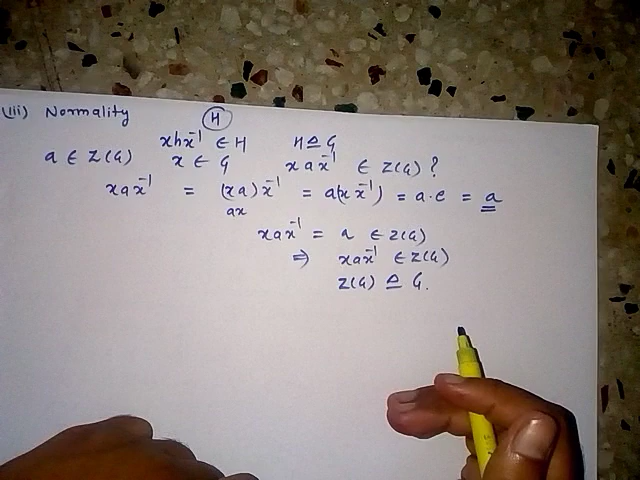 (iii) Normality (H)
xhx⁻¹ ∈ H H ⊴ G
a ∈ Z(G) x ∈ G xax⁻¹ ∈ Z(G) ?
xax⁻¹ = (xa)x⁻¹ = a(xx⁻¹) = a·e = a
ax
xax⁻¹ = a ∈ Z(G)
⇒ xax⁻¹ ∈ Z(G)
Z(G) ⊴ G.